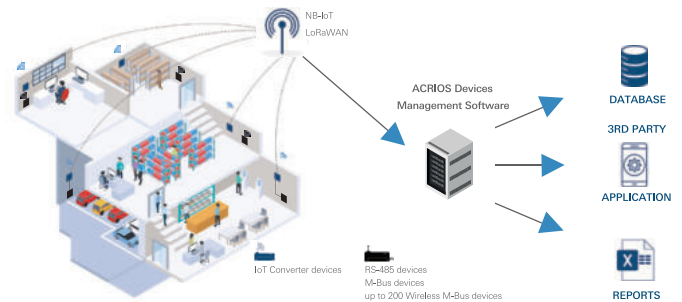 NB-IoT
LoRaWAN
ACRIOS Devices
Management Software
DATABASE
3RD PARTY
APPLICATION
X
REPORTS
IoT Converter devices
RS-485 devices
M-Bus devices
up to 200 Wireless M-Bus devices